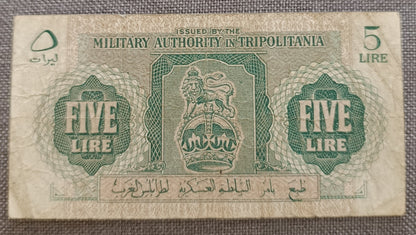 ISSUED BY THE
MILITARY AUTHORITY IN TRIPOLITANIA
٥
ليرات
5
LIRE
FIVE
LIRE
FIVE
LIRE
طبع بامر السلطة العسكرية لطرابلس الغرب